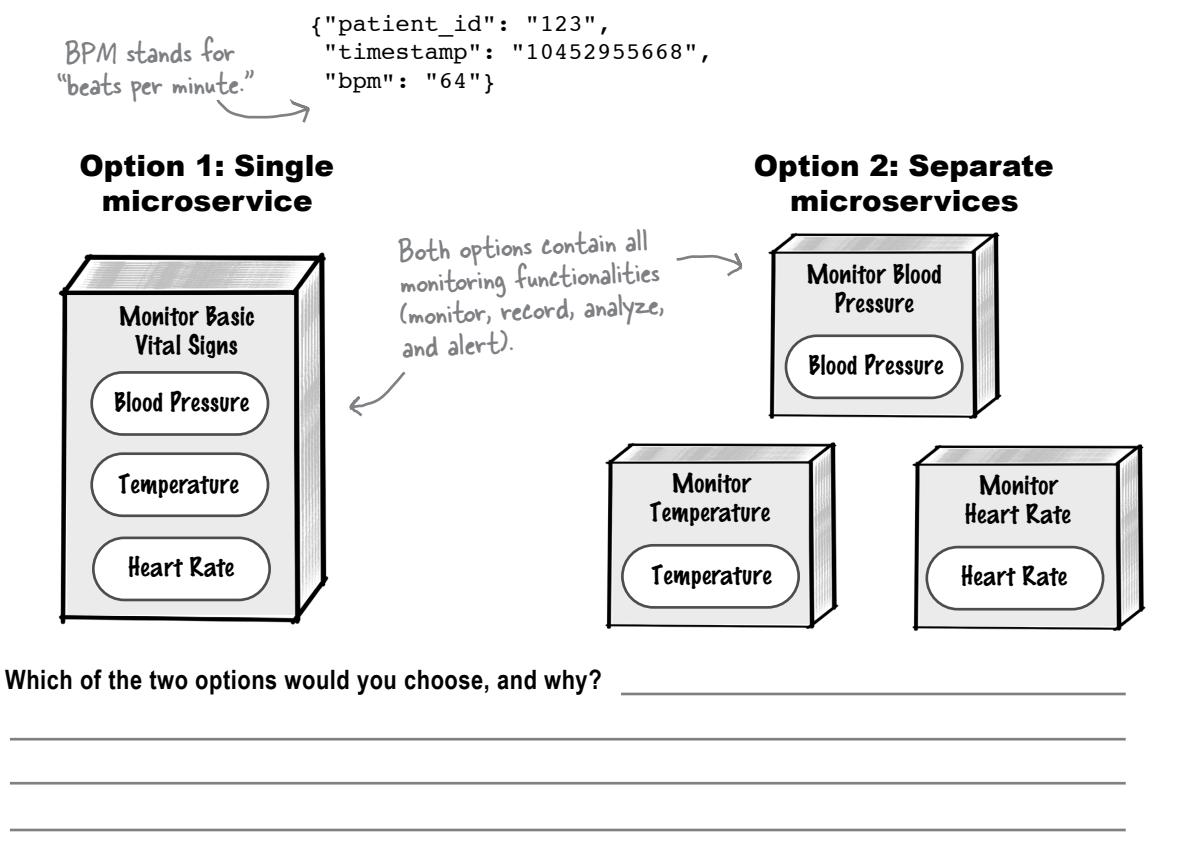 {"patient_id": "123",
"timestamp": "10452955668",
"bpm": "64"}
BPM stands for
“beats per minute.”
Option 1: Single
microservice
Monitor Basic
Vital Signs
Blood Pressure
Temperature
Heart Rate
Both options contain all
monitoring functionalities
(monitor, record, analyze,
and alert).
Option 2: Separate
microservices
Monitor Blood
Pressure
Blood Pressure
Monitor
Temperature
Temperature
Monitor
Heart Rate
Heart Rate
Which of the two options would you choose, and why?